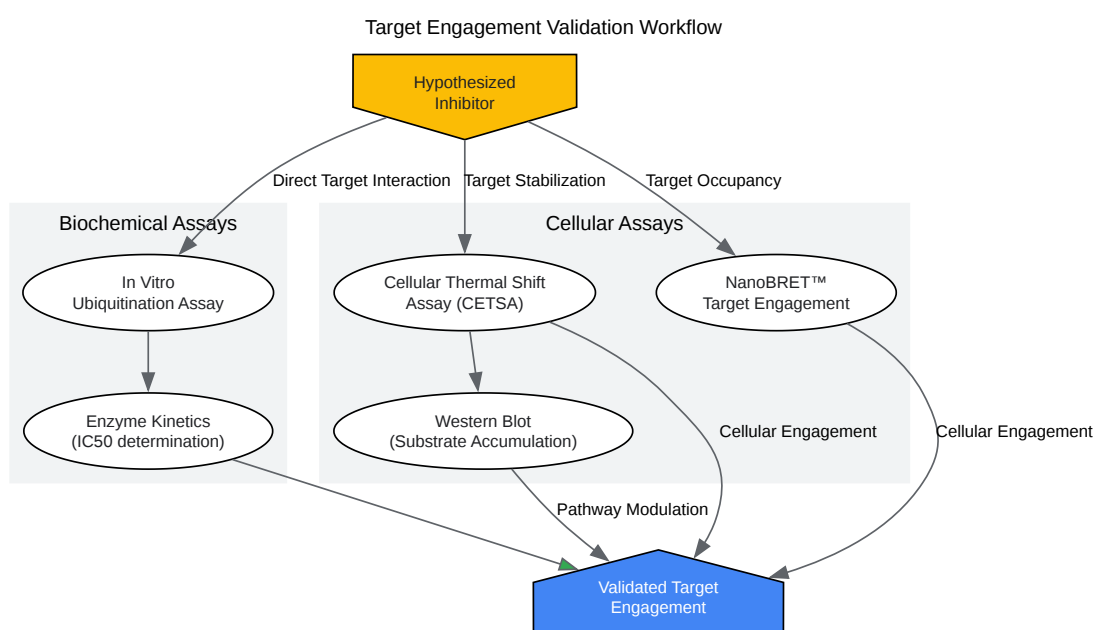 Target Engagement Validation Workflow
Hypothesized
Inhibitor
Direct Target Interaction
Target Stabilization
Target Occupancy
Biochemical Assays
Cellular Assays
In Vitro
Ubiquitination Assay
Cellular Thermal Shift
Assay (CETSA)
NanoBRET™
Target Engagement
Enzyme Kinetics
(IC50 determination)
Western Blot
(Substrate Accumulation)
Cellular Engagement
Cellular Engagement
Pathway Modulation
Validated Target
Engagement